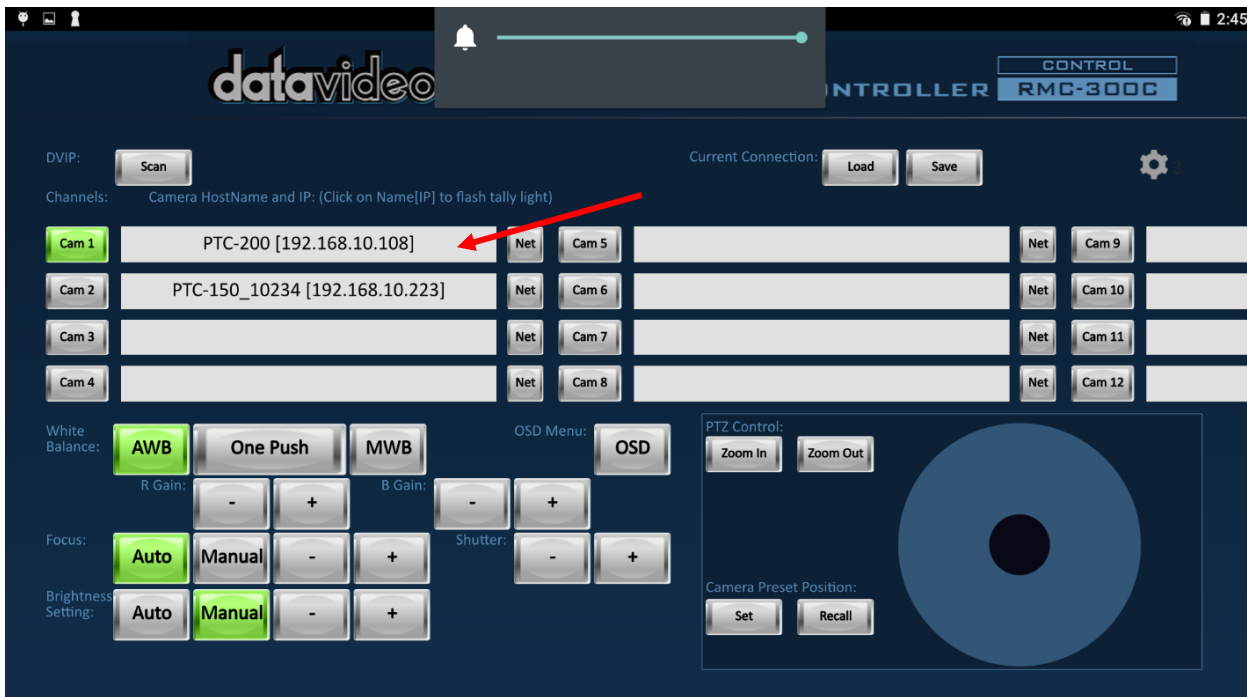 2:45
datavideo
NTROLLER
CONTROL
RMC-300C
DVIP:
Scan
Current Connection:
Load
Save
Channels:
Camera HostName and IP: (Click on Name[IP] to flash tally light)
Cam 1
PTC-200 [192.168.10.108]
Net
Cam 5
Net
Cam 9
Cam 2
PTC-150_10234 [192.168.10.223]
Net
Cam 6
Net
Cam 10
Cam 3
Net
Cam 7
Net
Cam 11
Cam 4
Net
Cam 8
Net
Cam 12
White
Balance:
AWB
One Push
MWB
OSD Menu:
OSD
R Gain:
-
+
B Gain:
-
+
Focus:
Auto
Manual
-
+
Shutter:
-
+
Brightness
Setting:
Auto
Manual
-
+
PTZ Control:
Zoom In
Zoom Out
Camera Preset Position:
Set
Recall